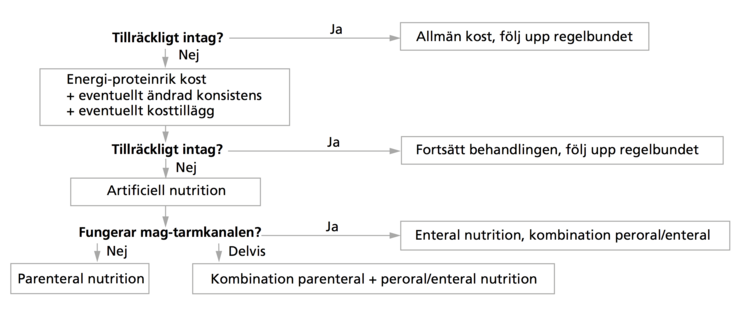 Tillräckligt intag?
Ja
Allmän kost, följ upp regelbundet
Nej
Energi-proteinrik kost
+ eventuellt ändrad konsistens
+ eventuellt kosttillägg
Tillräckligt intag?
Ja
Fortsätt behandlingen, följ upp regelbundet
Nej
Artificiell nutrition
Fungerar mag-tarmkanalen?
Ja
Enteral nutrition, kombination peroral/enteral
Nej
Delvis
Parenteral nutrition
Kombination parenteral + peroral/enteral nutrition